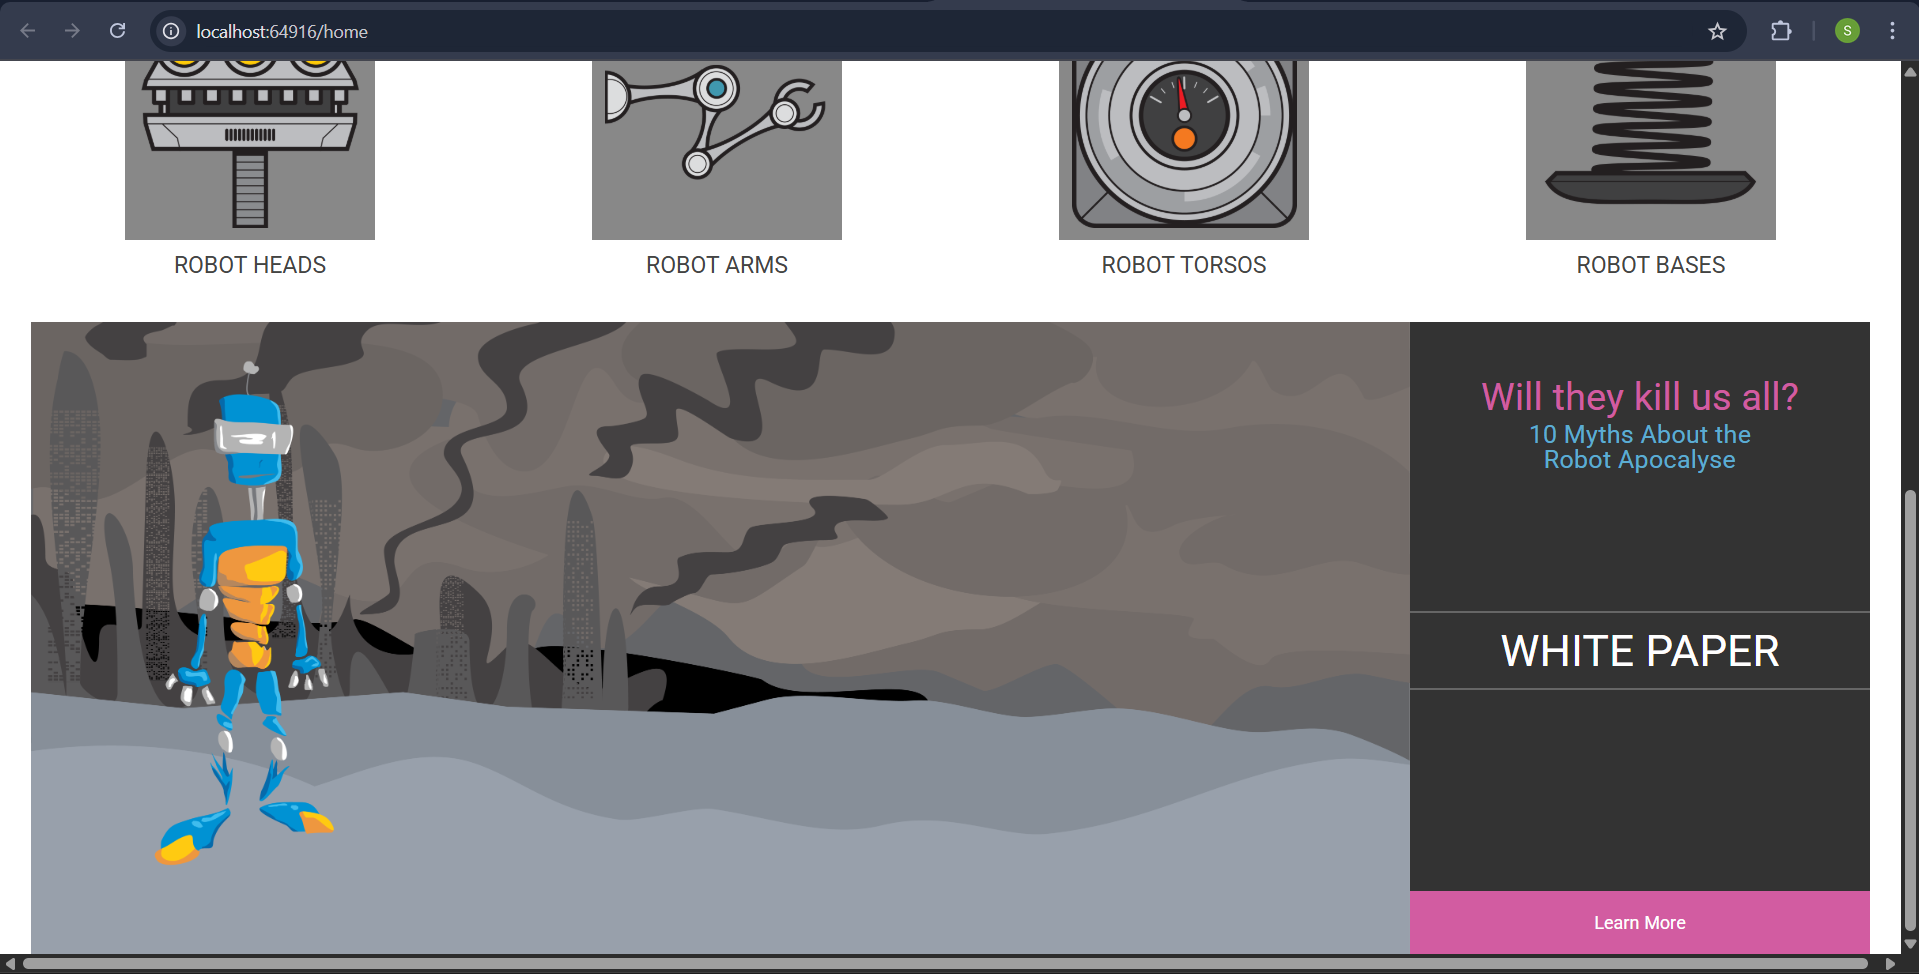 localhost:64916/home
S
ROBOT HEADS
ROBOT ARMS
ROBOT TORSOS
ROBOT BASES
Will they kill us all?
10 Myths About the
Robot Apocalyse
WHITE PAPER
Learn More